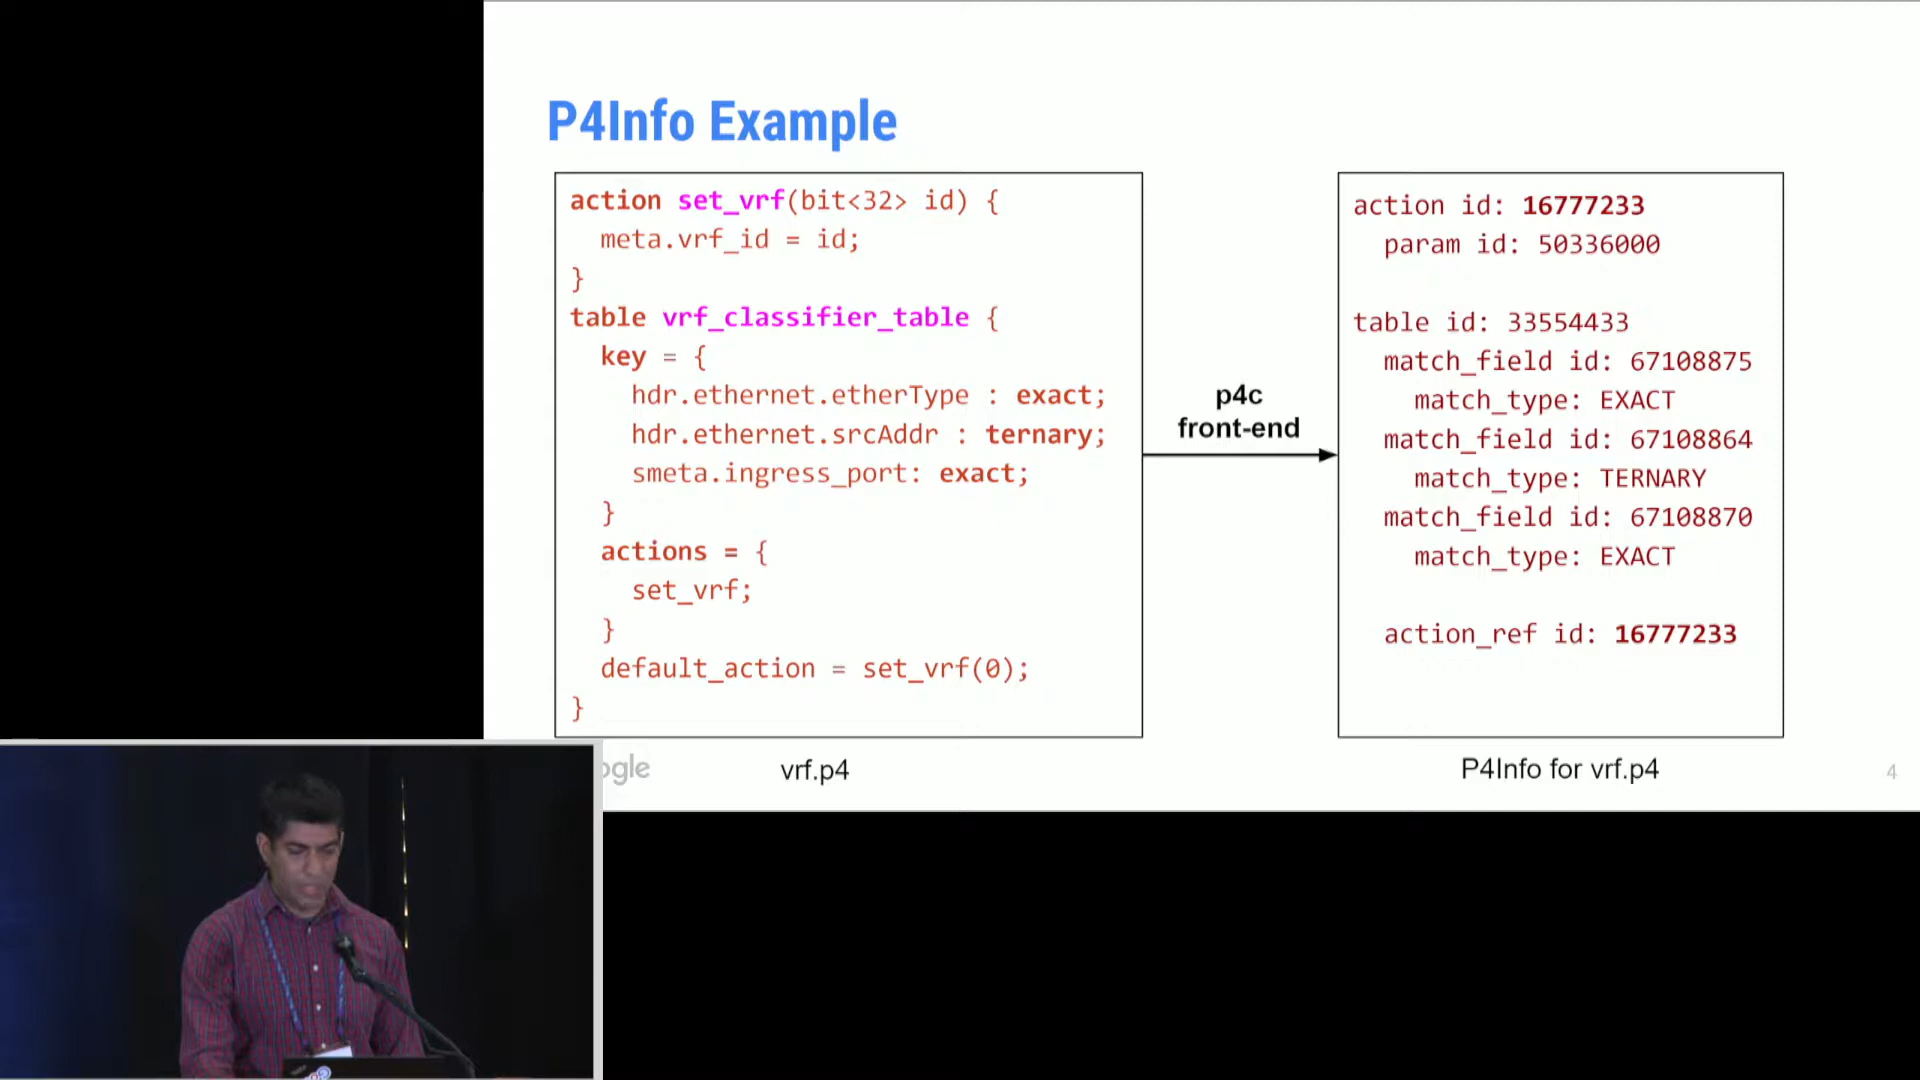 P4Info Example
action set_vrf(bit<32> id) {
meta.vrf_id = id;
}
table vrf_classifier_table {
key = {
hdr.ethernet.etherType : exact;
hdr.ethernet.srcAddr : ternary;
smeta.ingress_port: exact;
}
actions = {
set_vrf;
}
default_action = set_vrf(0);
}
p4c
front-end
action id: 16777233
param id: 50336000
table id: 33554433
match_field id: 67108875
match_type: EXACT
match_field id: 67108864
match_type: TERNARY
match_field id: 67108870
match_type: EXACT
action_ref id: 16777233
ogle
vrf.p4
P4Info for vrf.p4
4